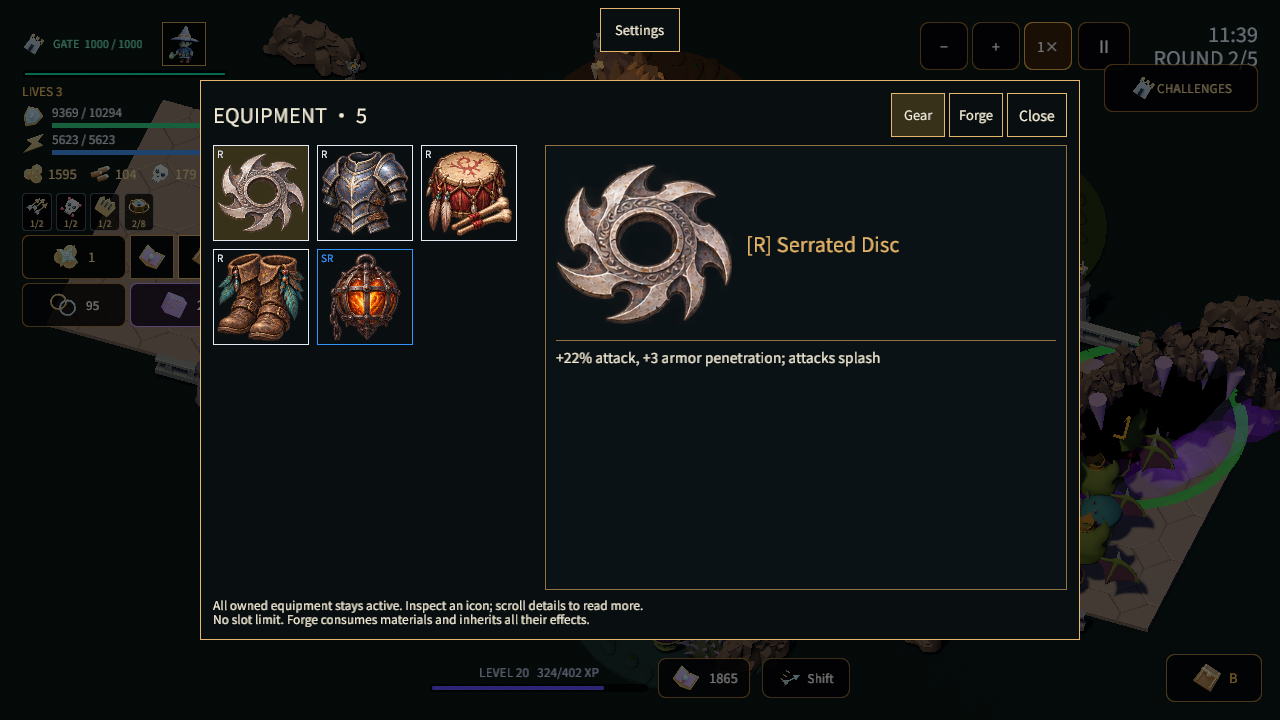 GATE 1000 / 1000
Settings
−
+
1×
11:39
ROUND 2/5
CHALLENGES
LIVES 3
9369 / 10294
5623 / 5623
1595
104
179
1/2
1/2
1/2
2/8
1
95
EQUIPMENT • 5
Gear
Forge
Close
R
R
R
R
SR
[R] Serrated Disc
+22% attack, +3 armor penetration; attacks splash
All owned equipment stays active. Inspect an icon; scroll details to read more.
No slot limit. Forge consumes materials and inherits all their effects.
LEVEL 20 324/402 XP
1865
Shift
B